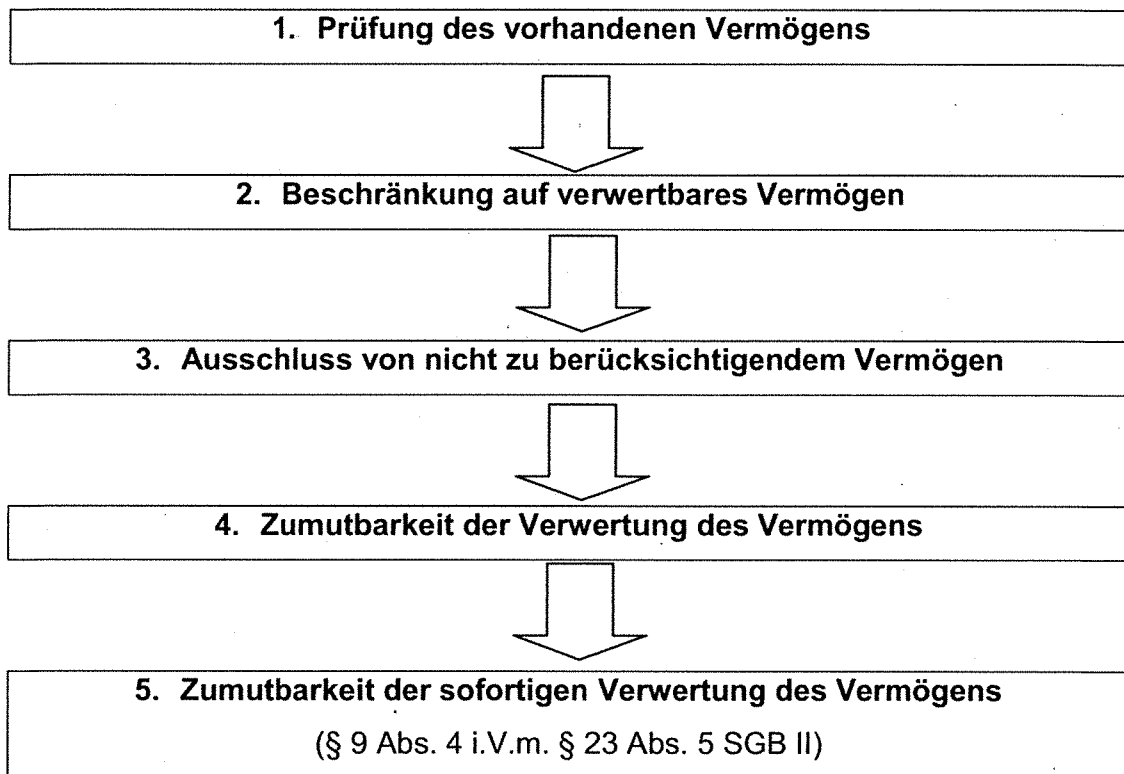 1. Prüfung des vorhandenen Vermögens
2. Beschränkung auf verwertbares Vermögen
3. Ausschluss von nicht zu berücksichtigendem Vermögen
4. Zumutbarkeit der Verwertung des Vermögens
5. Zumutbarkeit der sofortigen Verwertung des Vermögens
(§ 9 Abs. 4 i.V.m. § 23 Abs. 5 SGB II)